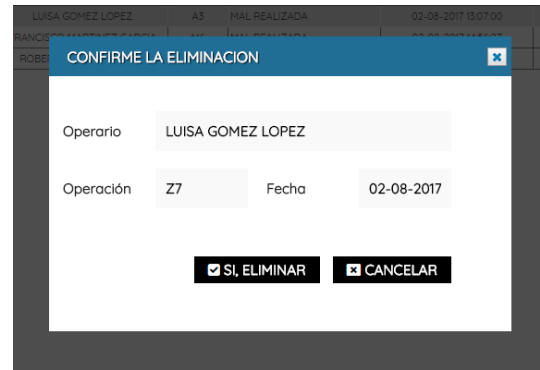 LUISA GOMEZ LOPEZ A3 MAL REALIZADA 02-08-2017 13:07:00
CONFIRME LA ELIMINACION
Operario LUISA GOMEZ LOPEZ
Operación Z7 Fecha 02-08-2017
SI, ELIMINAR CANCELAR